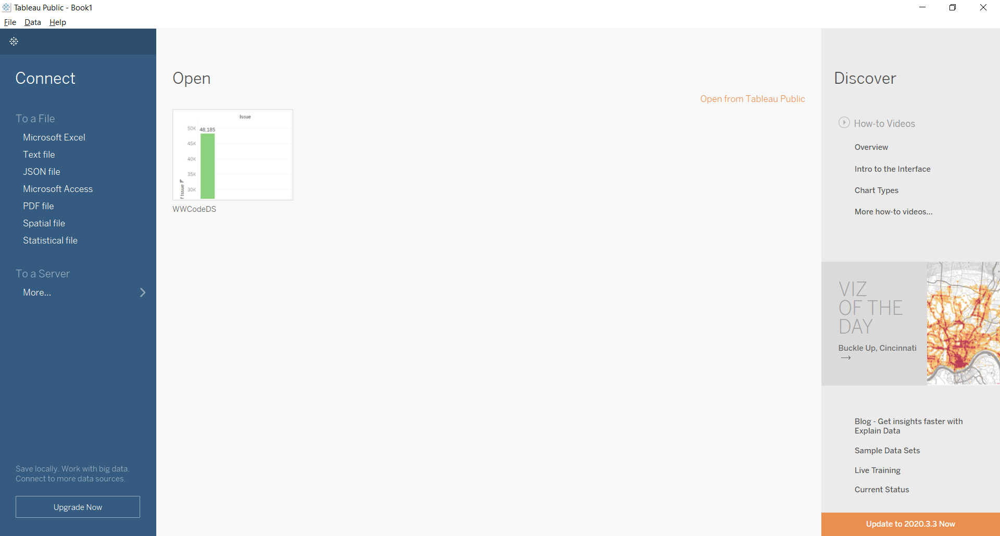 Tableau Public - Book1
File Data Help
Connect
To a File
Microsoft Excel
Text file
JSON file
Microsoft Access
PDF file
Spatial file
Statistical file
To a Server
More...
Save locally. Work with big data.
Connect to more data sources.
Upgrade Now
Open
Open from Tableau Public
Issue
50K
48,185
45K
40K
35K
30K
f Issue
WWCodeDS
Discover
How-to Videos
Overview
Intro to the Interface
Chart Types
More how-to videos...
VIZ
OF THE
DAY
Buckle Up, Cincinnati
Blog - Get insights faster with
Explain Data
Sample Data Sets
Live Training
Current Status
Update to 2020.3.3 Now